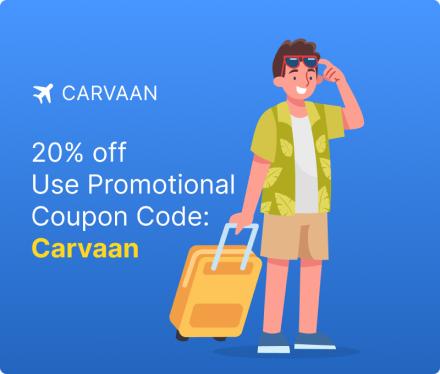 CARVAAN
20% off
Use Promotional
Coupon Code:
Carvaan